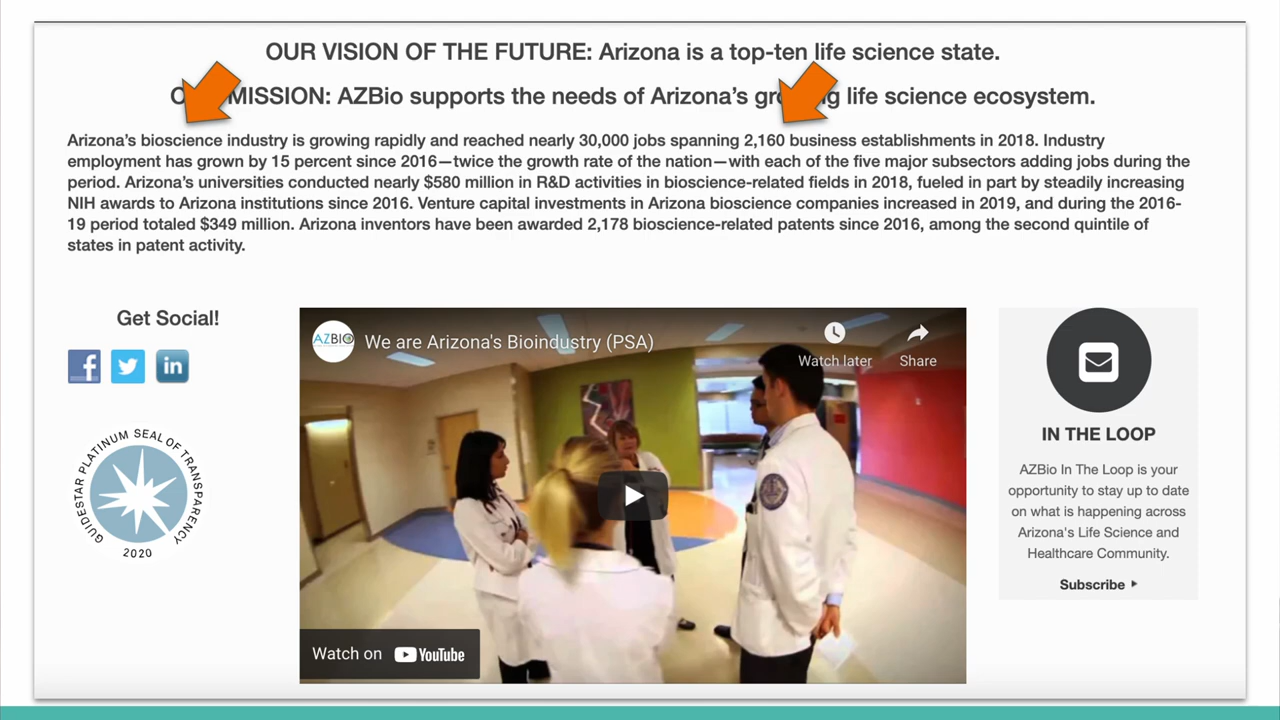 OUR VISION OF THE FUTURE: Arizona is a top-ten life science state.
MISSION: AZBio supports the needs of Arizona's life science ecosystem.
Arizona's bioscience industry is growing rapidly and reached nearly 30,000 jobs spanning 2,160 business establishments in 2018. Industry
employment has grown by 15 percent since 2016—twice the growth rate of the nation—with each of the five major subsectors adding jobs during the
period. Arizona's universities conducted nearly $580 million in R&D activities in bioscience-related fields in 2018, fueled in part by steadily increasing
NIH awards to Arizona institutions since 2016. Venture capital investments in Arizona bioscience companies increased in 2019, and during the 2016-
19 period totaled $349 million. Arizona inventors have been awarded 2,178 bioscience-related patents since 2016, among the second quintile of
states in patent activity.
Get Social!
GUIDESTAR PLATINUM SEAL OF TRANSPARENCY
2020
AZBIO
We are Arizona's Bioindustry (PSA)
Watch later
Share
Watch on YouTube
IN THE LOOP
AZBio In The Loop is your
opportunity to stay up to date
on what is happening across
Arizona's Life Science and
Healthcare Community.
Subscribe